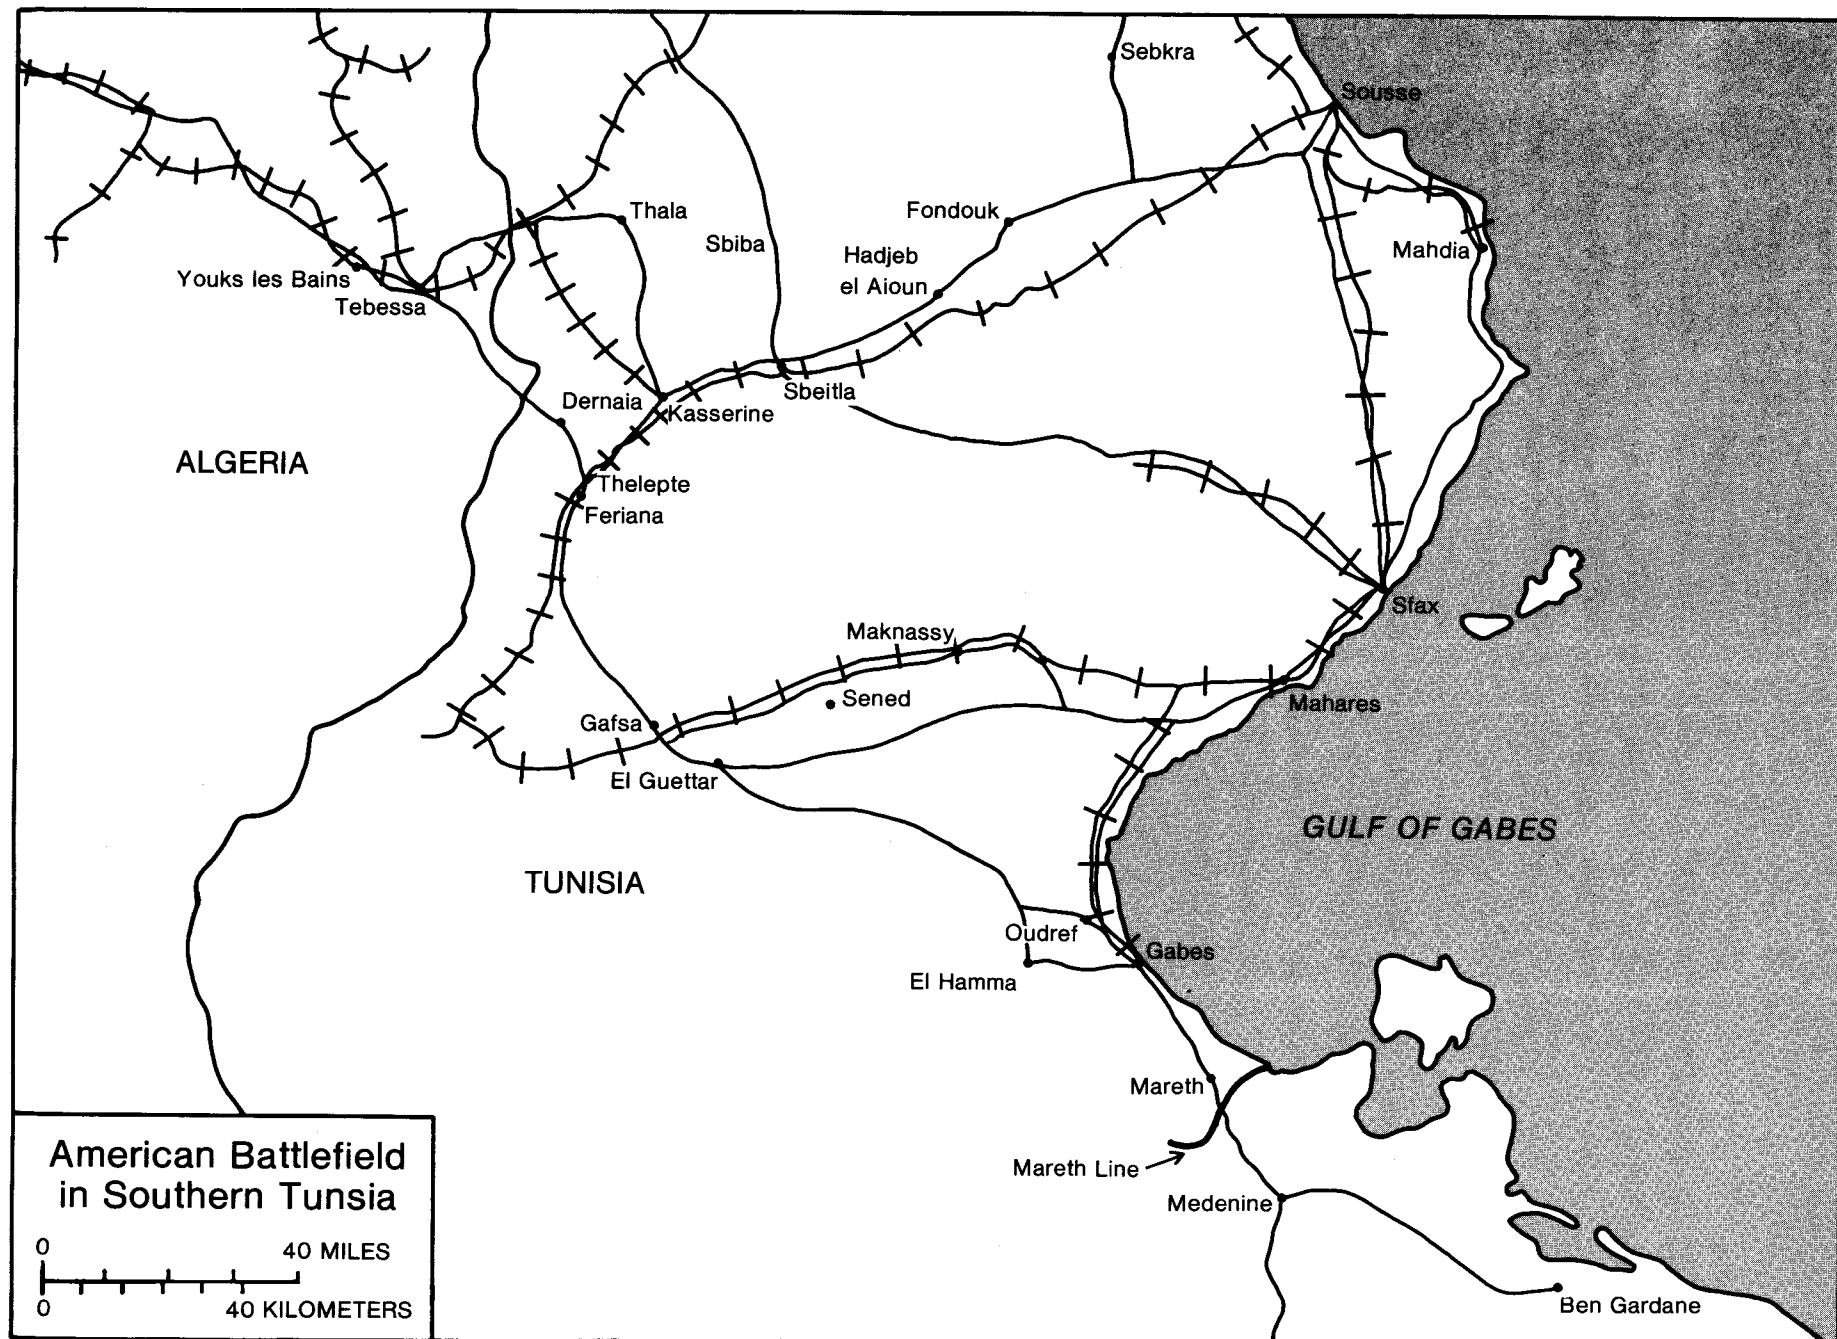 Sebkra
Sousse
Thala
Fondouk
Sbiba
Hadjeb
el Aioun
Mahdia
Youks les Bains
Tebessa
Dernaia
Kasserine
Sbeitla
ALGERIA
Thelepte
Feriana
Sfax
Maknassy
Sened
Mahares
Gafsa
El Guettar
GULF OF GABES
TUNISIA
Oudref
Gabes
El Hamma
Mareth
Mareth Line
Medenine
Ben Gardane
American Battlefield
in Southern Tunsia
0 40 MILES
0 40 KILOMETERS